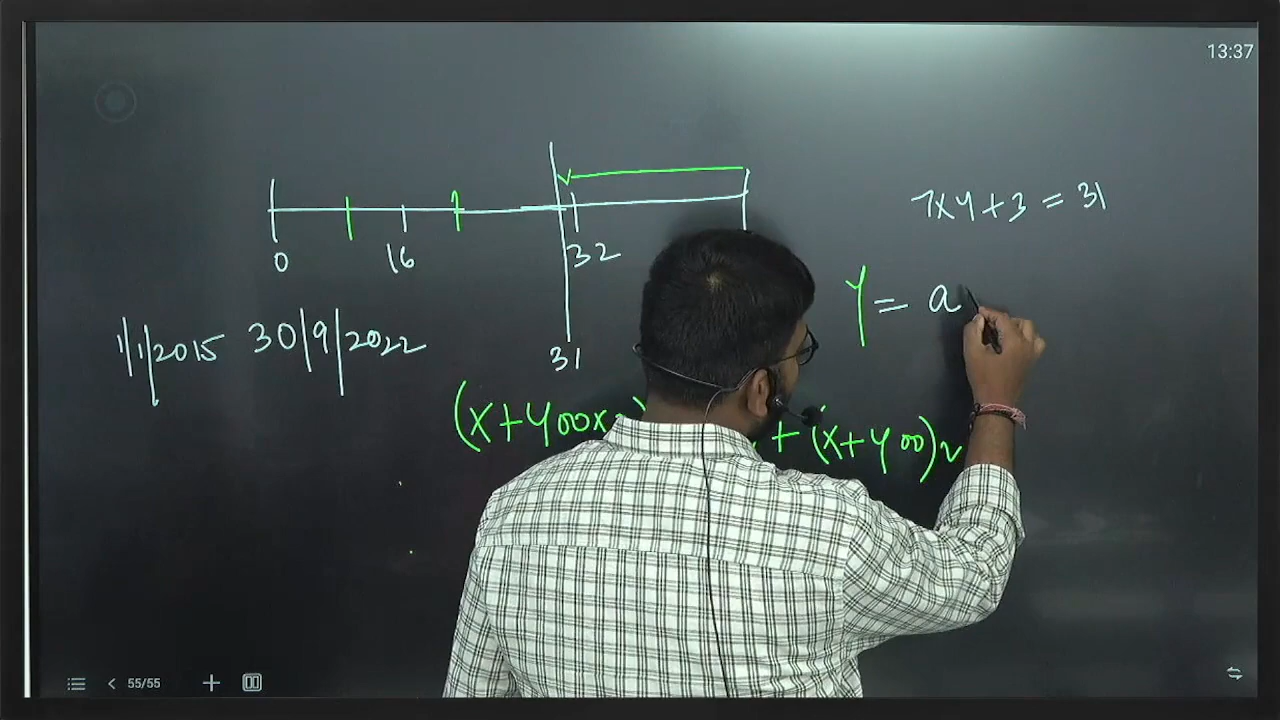 13:37
7x4+3 = 31
0 16 32
Y = a
1/1/2015 30/9/2022
31
(x+400x
+ (x+400)2
55/55